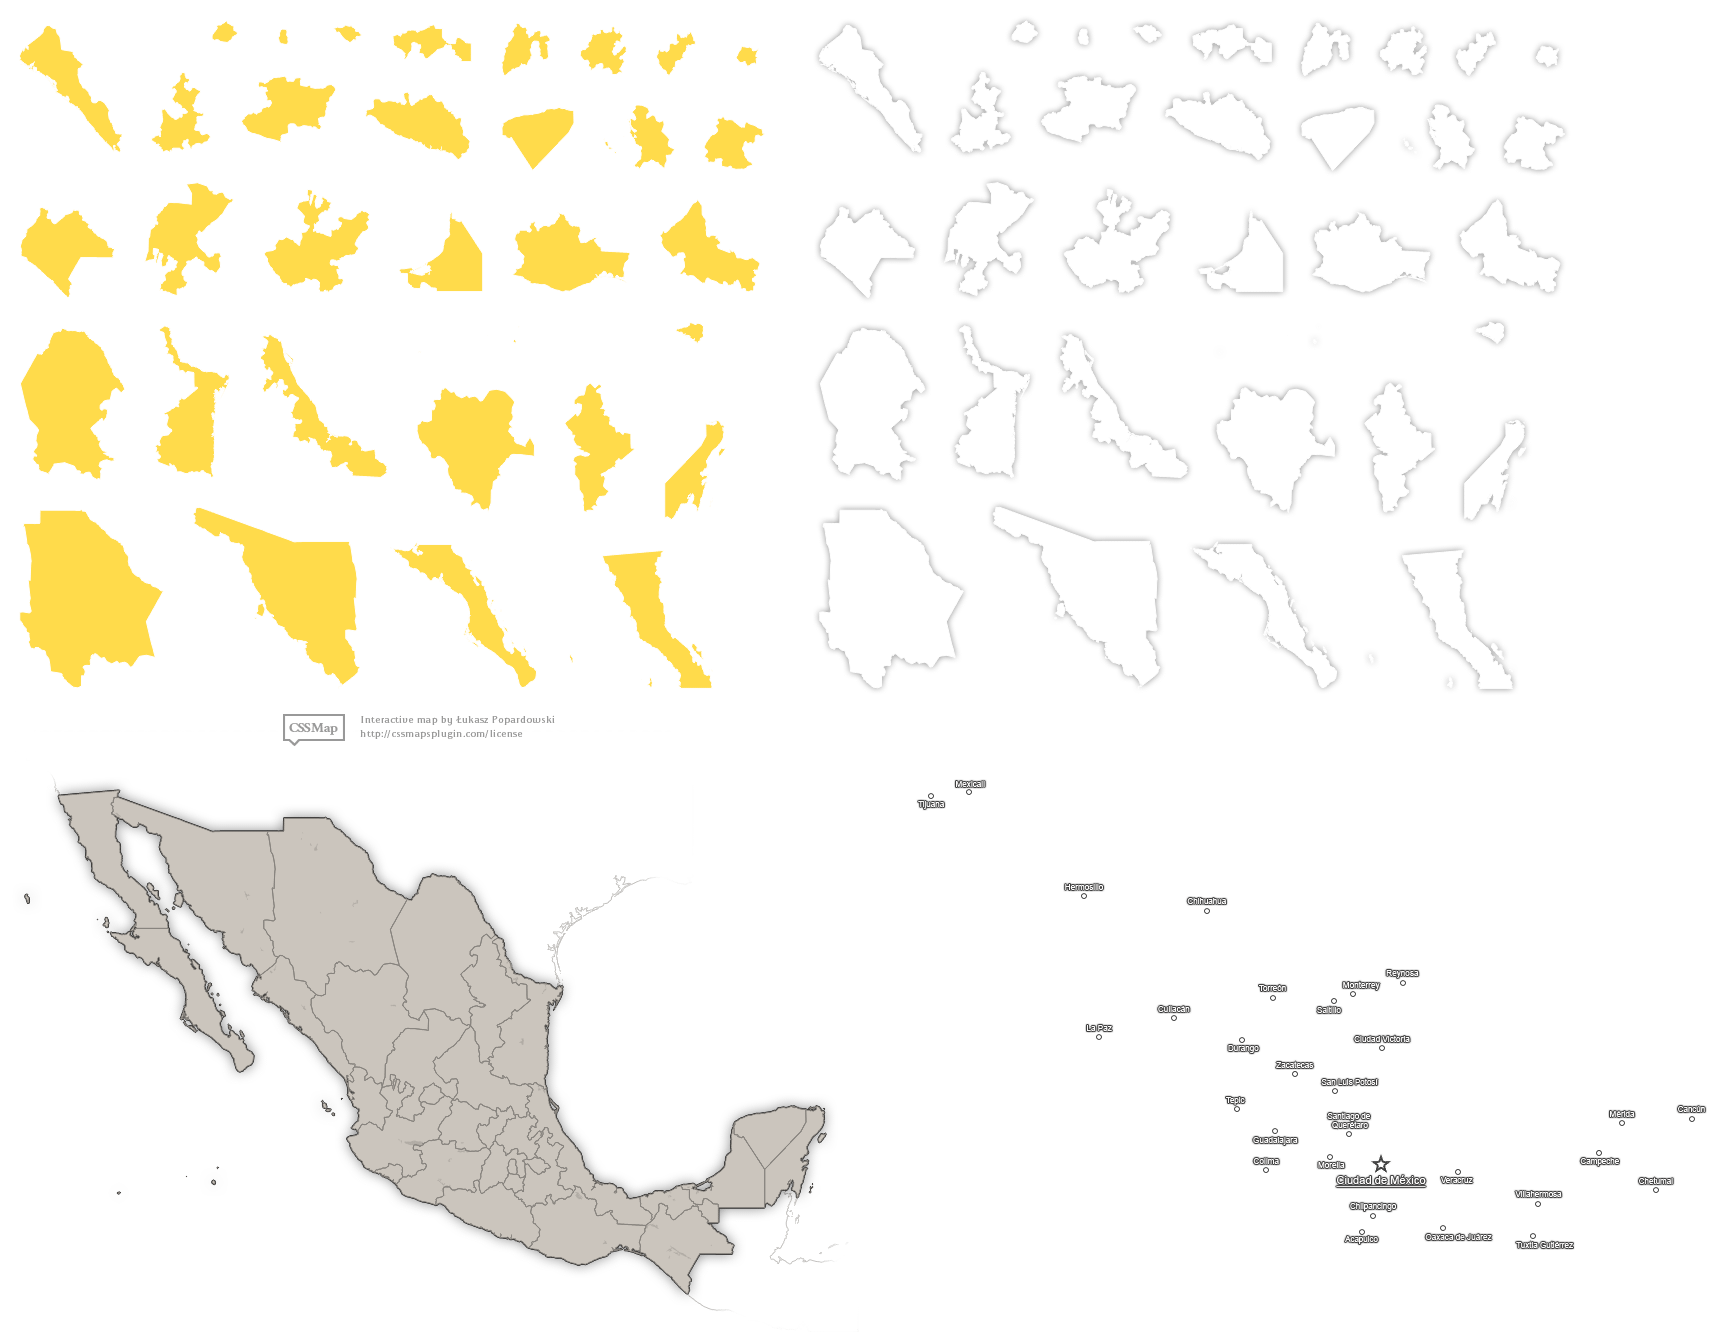 CSSMap
Interactive map by Łukasz Popardowski
http://cssmapsplugin.com/license
Mexicali
Tijuana
Hermosillo
Chihuahua
Reynosa
Torreón
Monterrey
Saltillo
Culiacán
La Paz
Ciudad Victoria
Durango
Zacatecas
San Luis Potosí
Tepic
Santiago de
Querétaro
Mérida
Cancún
Guadalajara
Colima
Morelia
Campeche
Ciudad de México
Veracruz
Chetumal
Villahermosa
Chilpancingo
Acapulco
Oaxaca de Juárez
Tuxtla Gutiérrez